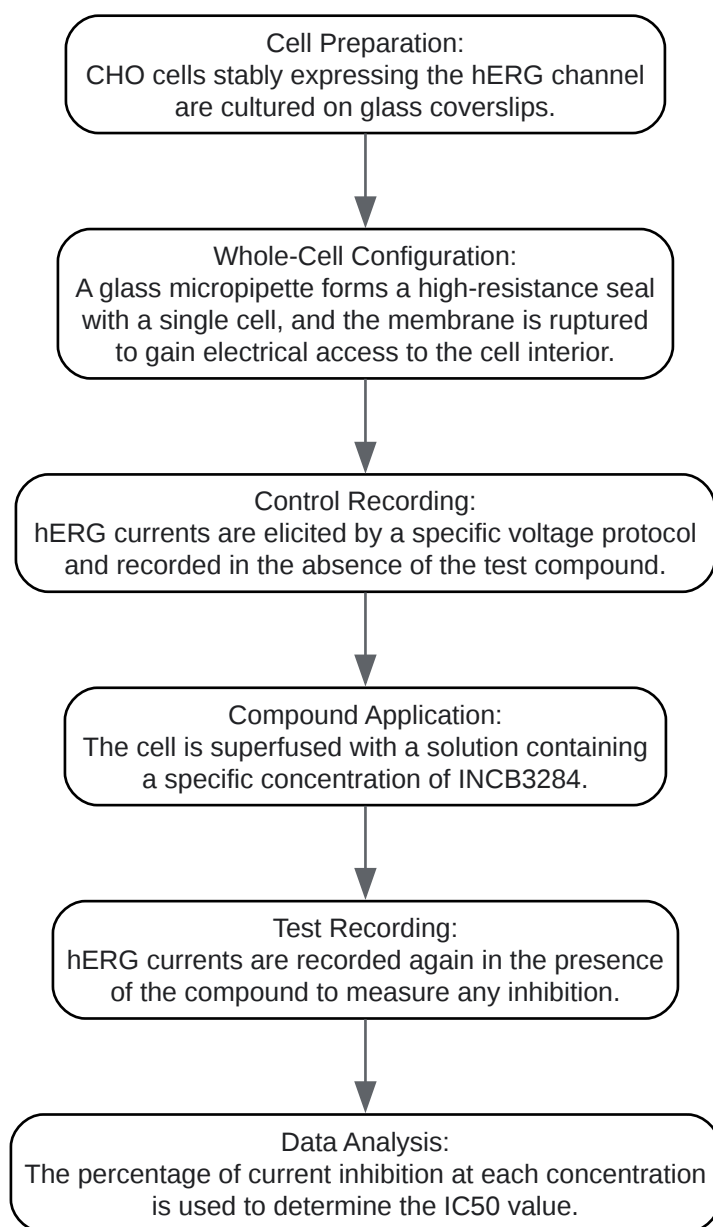 Cell Preparation:
CHO cells stably expressing the hERG channel
are cultured on glass coverslips.
Whole-Cell Configuration:
A glass micropipette forms a high-resistance seal
with a single cell, and the membrane is ruptured
to gain electrical access to the cell interior.
Control Recording:
hERG currents are elicited by a specific voltage protocol
and recorded in the absence of the test compound.
Compound Application:
The cell is superfused with a solution containing
a specific concentration of INCB3284.
Test Recording:
hERG currents are recorded again in the presence
of the compound to measure any inhibition.
Data Analysis:
The percentage of current inhibition at each concentration
is used to determine the IC50 value.